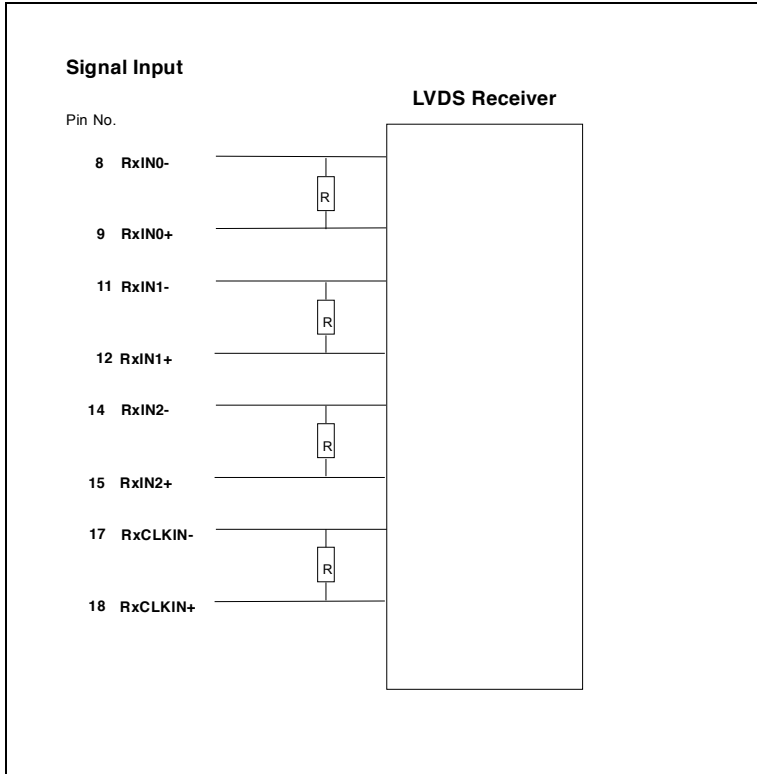 Signal Input
LVDS Receiver
Pin No.
8 RxIN0-
R
9 RxIN0+
11 RxIN1-
R
12 RxIN1+
14 RxIN2-
R
15 RxIN2+
17 RxCLKIN-
R
18 RxCLKIN+